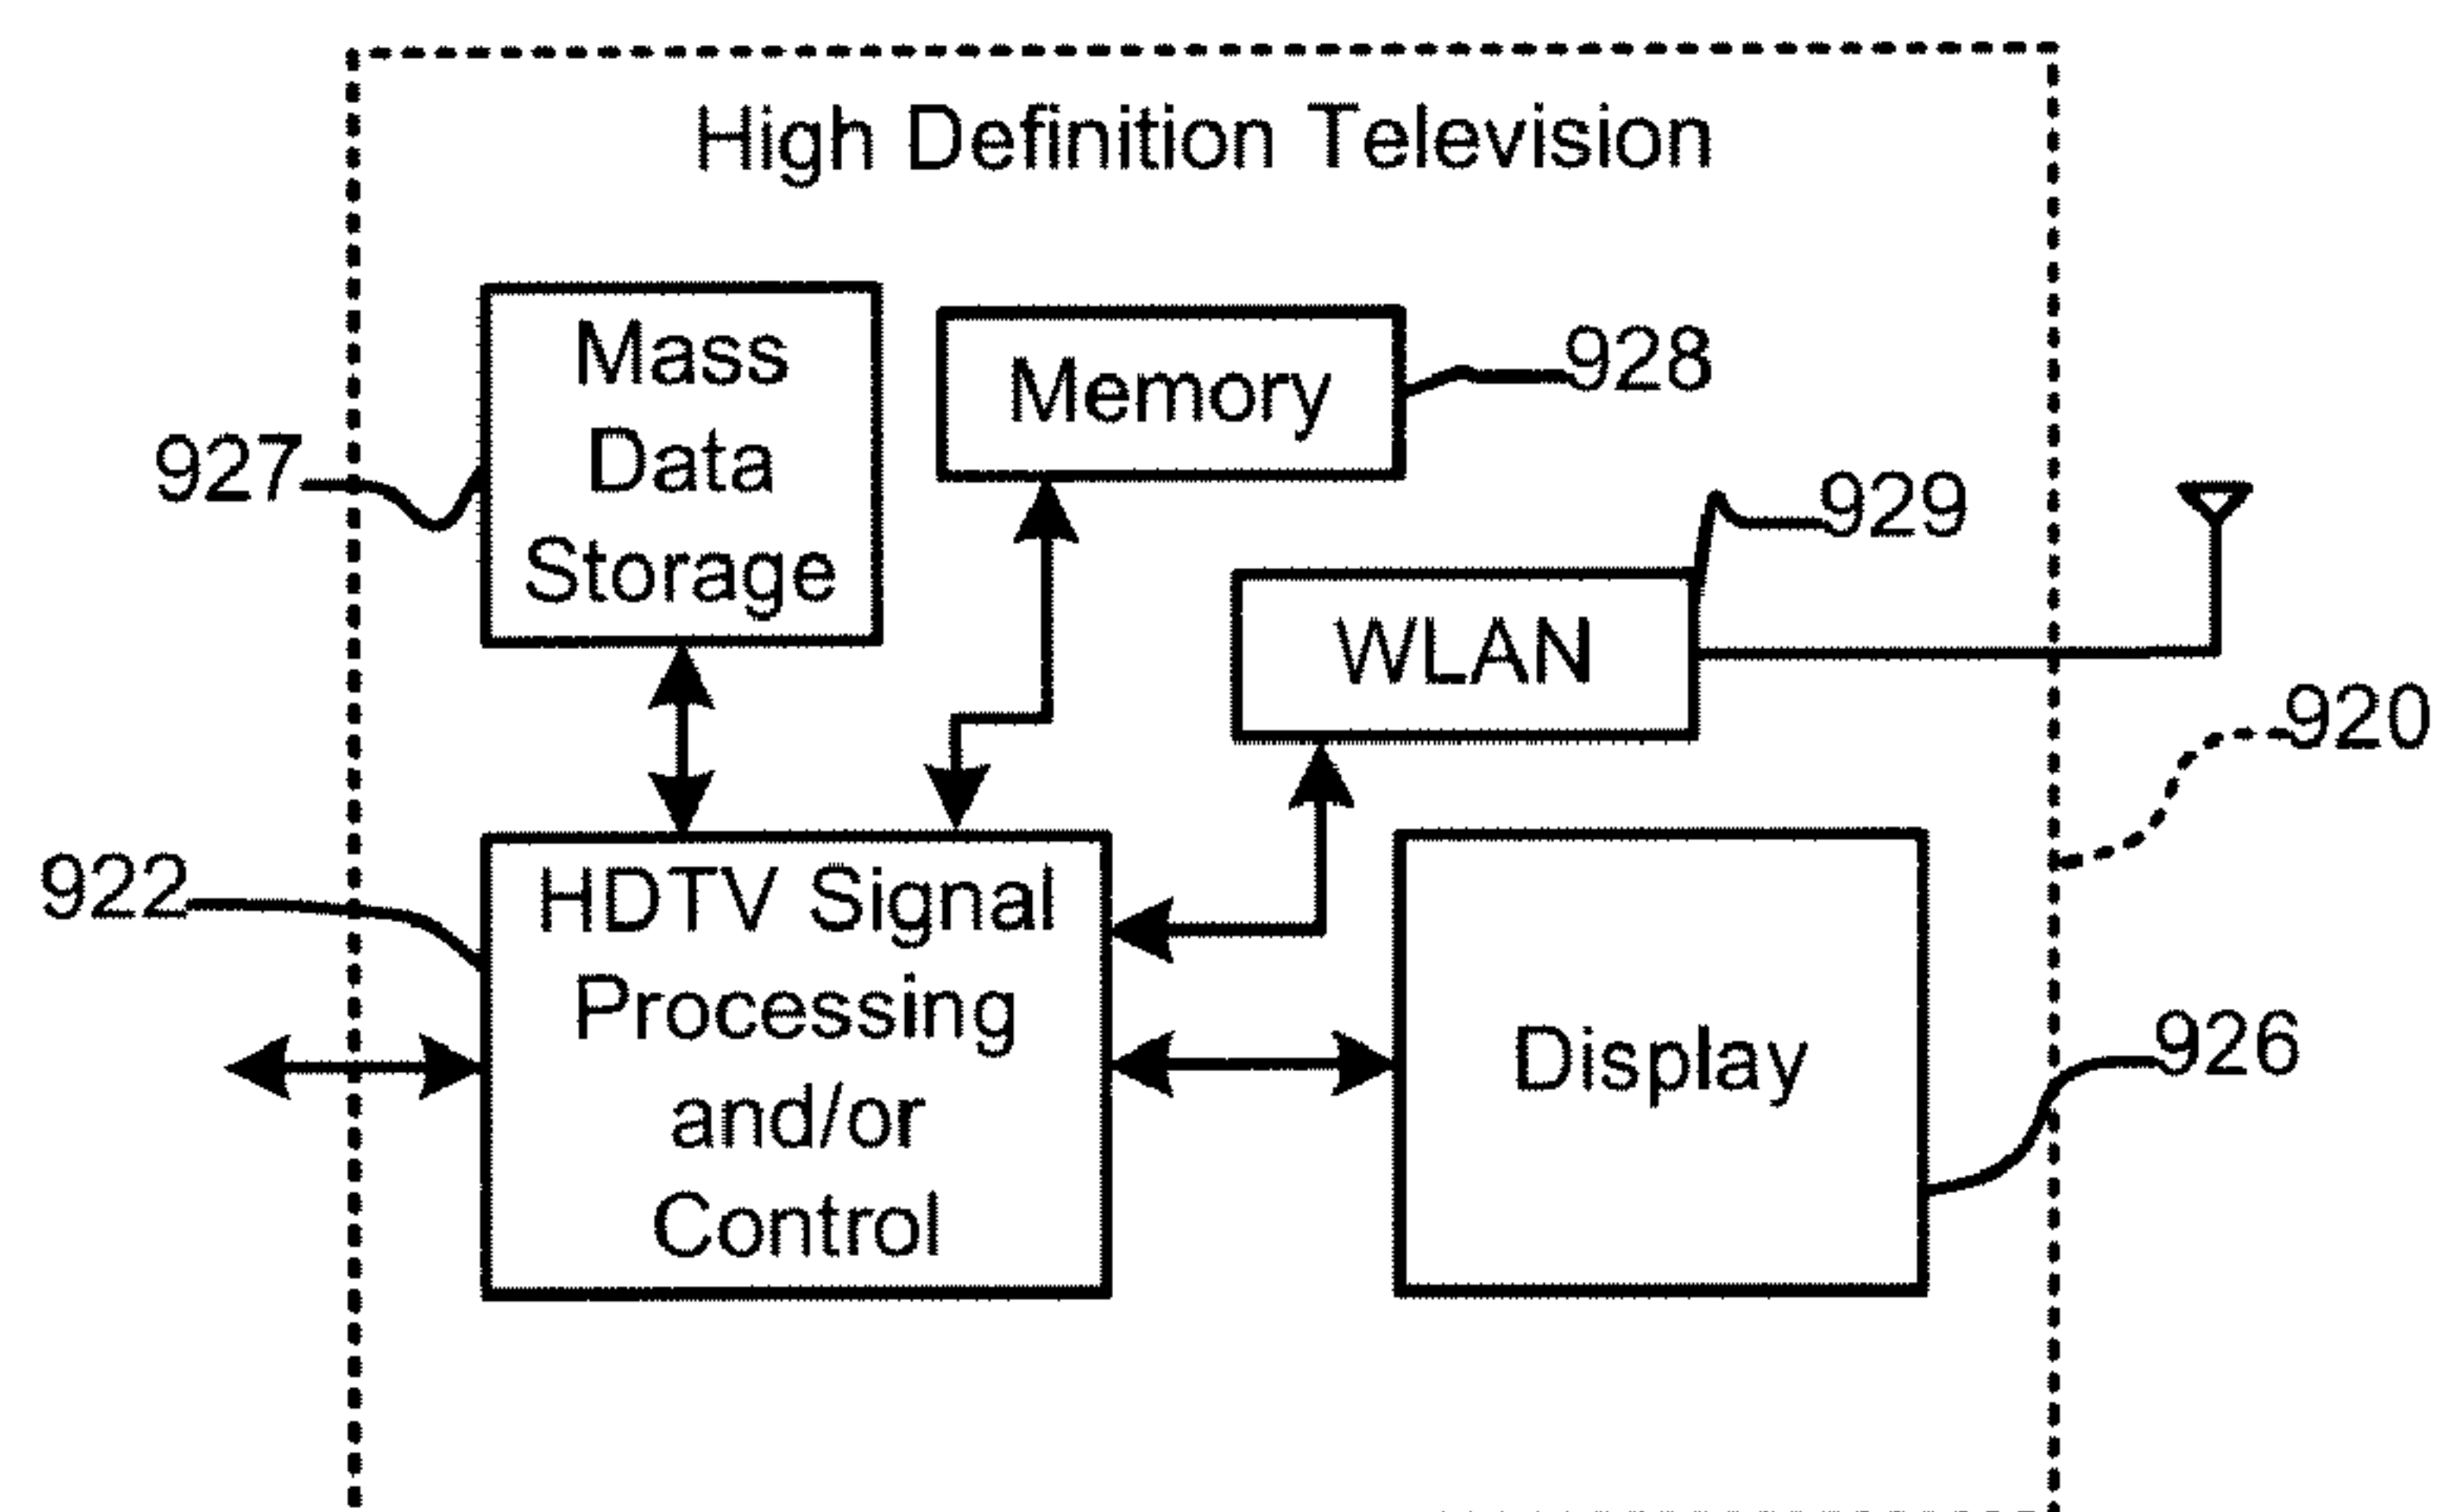 High Definition Television
Mass
Data
Storage
Memory
928
927
929
WLAN
920
922
HDTV Signal
Processing
and/or
Control
Display
926